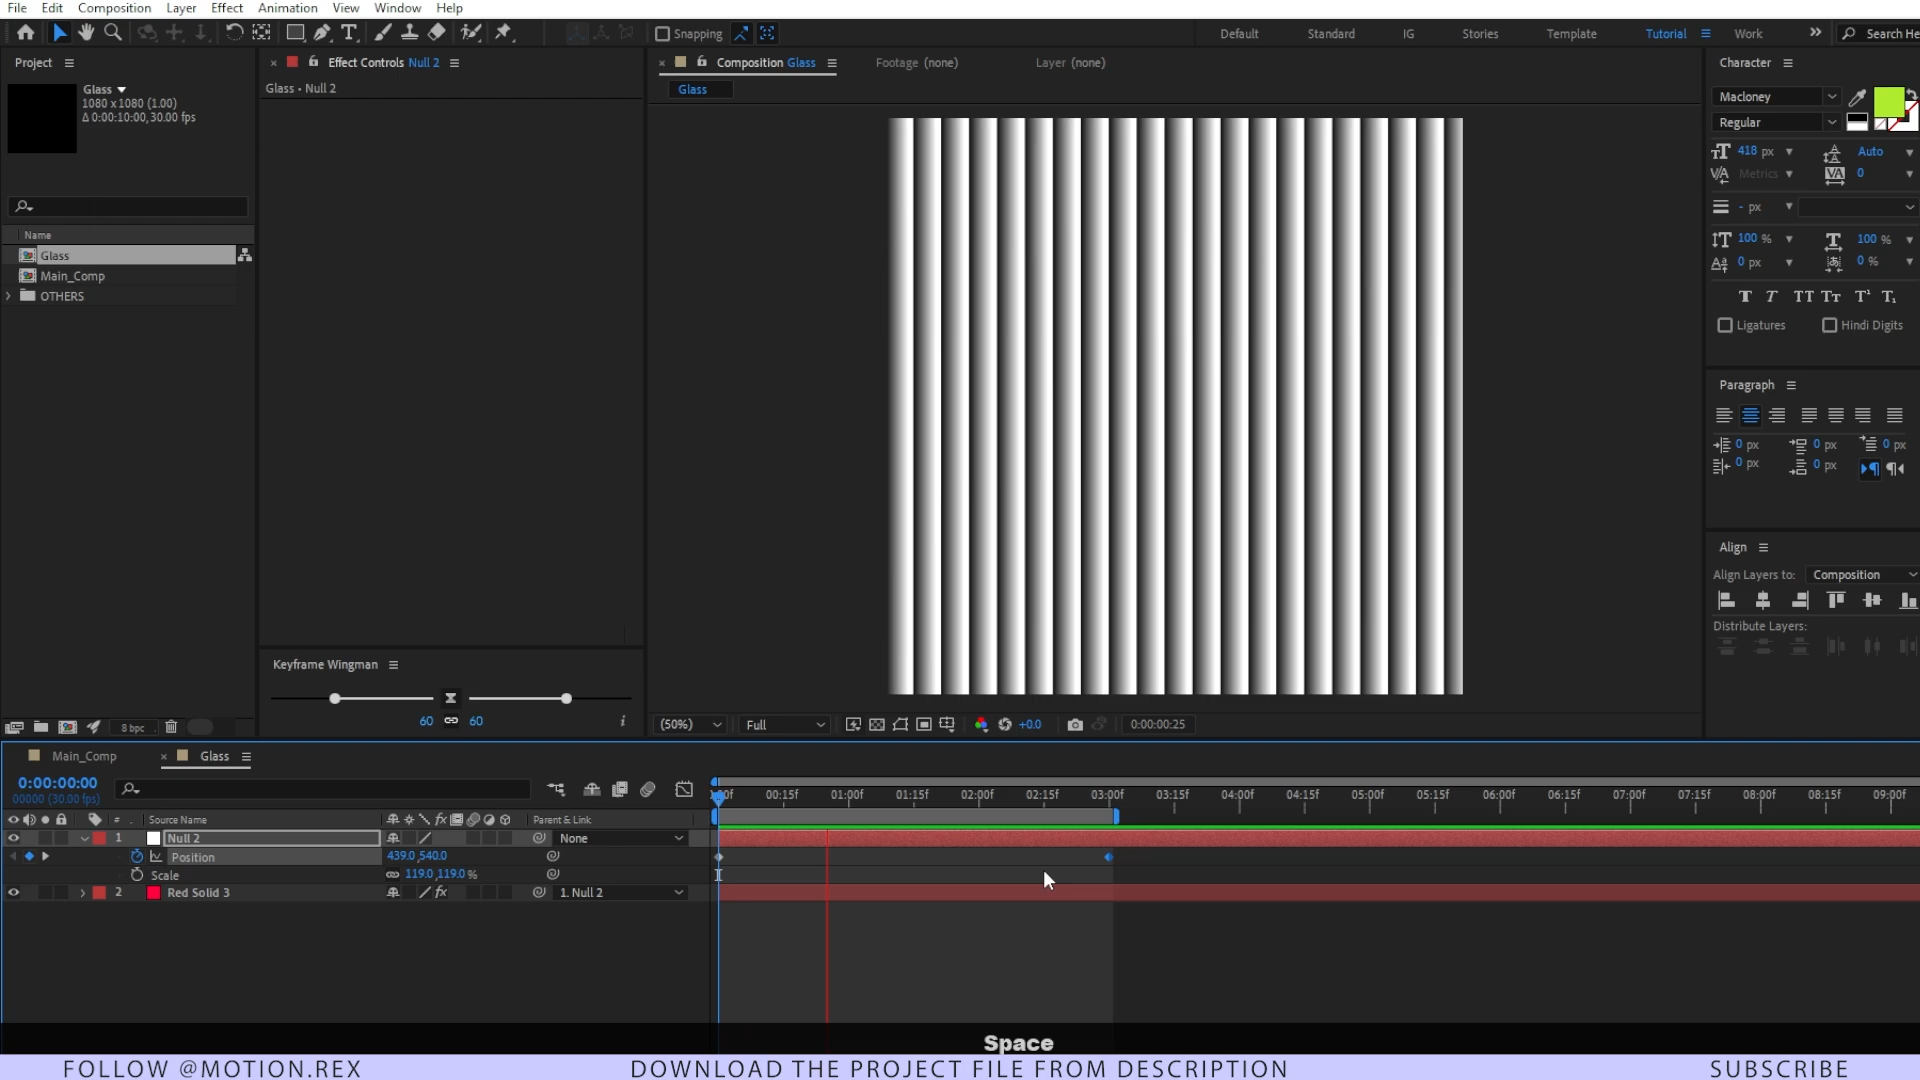 File Edit Composition Layer Effect Animation View Window Help
Snapping
Default Standard IG Stories Template Tutorial Work Search He
Project
Glass
1080 x 1080 (1.00)
Δ 0:00:10:00, 30.00 fps
Name
Glass
Main_Comp
OTHERS
8 bpc
Effect Controls Null 2
Glass • Null 2
Keyframe Wingman
60 60
Composition Glass Footage (none) Layer (none)
Glass
(50%) Full +0.0 0:00:00:25
Character
Macloney
Regular
418 px Auto
Metrics 0
- px
100 % 100 %
0 px 0 %
T T TT Tт T¹ T₁
Ligatures Hindi Digits
Paragraph
0 px 0 px 0 px
0 px 0 px
Align
Align Layers to: Composition
Distribute Layers:
Main_Comp Glass
0:00:00:00
00000 (30.00 fps)
00:15f 01:00f 01:15f 02:00f 02:15f 03:00f 03:15f 04:00f 04:15f 05:00f 05:15f 06:00f 06:15f 07:00f 07:15f 08:00f 08:15f 09:00f
# Source Name Parent & Link
1 Null 2 None
Position 439.0,540.0
Scale 119.0,119.0 %
2 Red Solid 3 1. Null 2
Space
FOLLOW @MOTION.REX DOWNLOAD THE PROJECT FILE FROM DESCRIPTION SUBSCRIBE